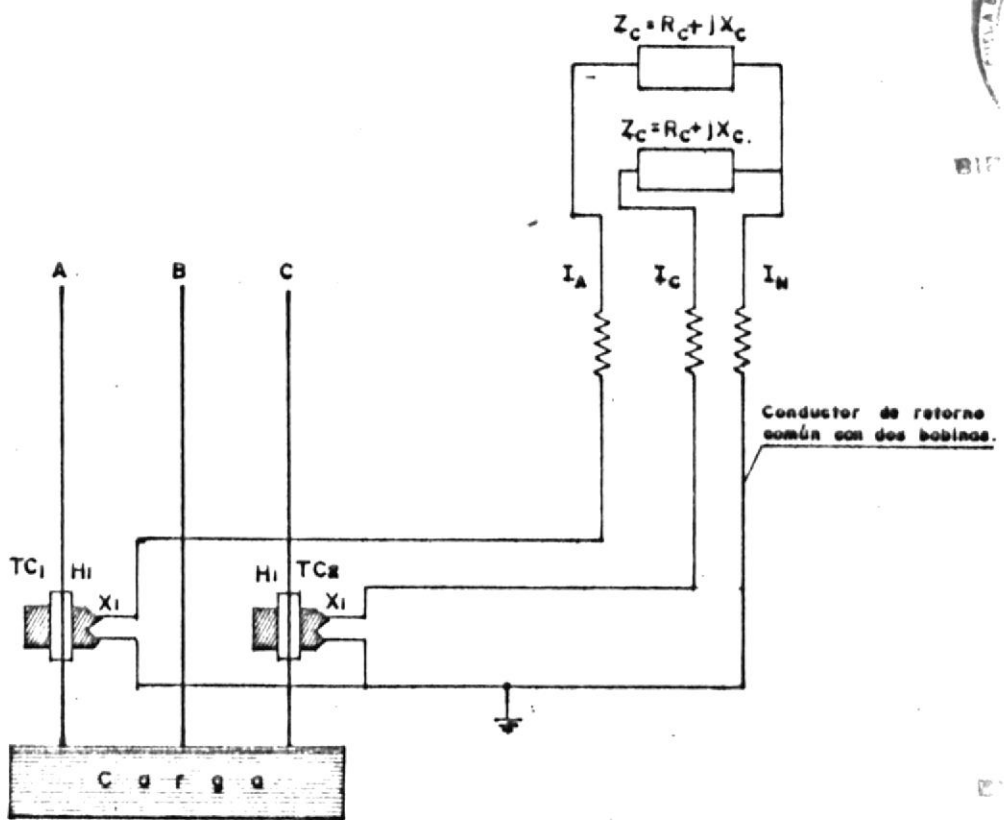 Z_C = R_C + jX_C
Z_C = R_C + jX_C.
A
B
C
I_A
I_C
I_N
Conductor de retorno
común con dos bobinas.
TC₁
H₁
X₁
H₁
TC₂
X₁
Carga